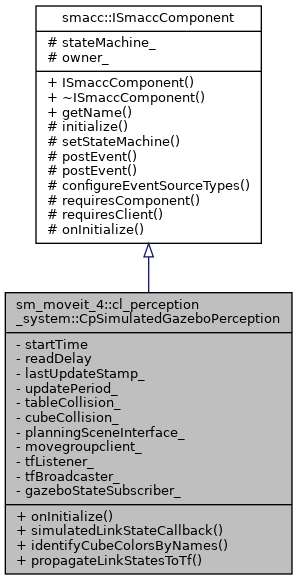 smacc::ISmaccComponent
# stateMachine_
# owner_
+ ISmaccComponent()
+ ~ISmaccComponent()
+ getName()
# initialize()
# setStateMachine()
# postEvent()
# postEvent()
# configureEventSourceTypes()
# requiresComponent()
# requiresClient()
# onInitialize()
sm_moveit_4::cl_perception
_system::CpSimulatedGazeboPerception
- startTime
- readDelay
- lastUpdateStamp_
- updatePeriod_
- tableCollision_
- cubeCollision_
- planningSceneInterface_
- movegroupclient_
- tfListener_
- tfBroadcaster_
- gazeboStateSubscriber_
+ onInitialize()
+ simulatedLinkStateCallback()
+ identifyCubeColorsByNames()
+ propagateLinkStatesToTf()